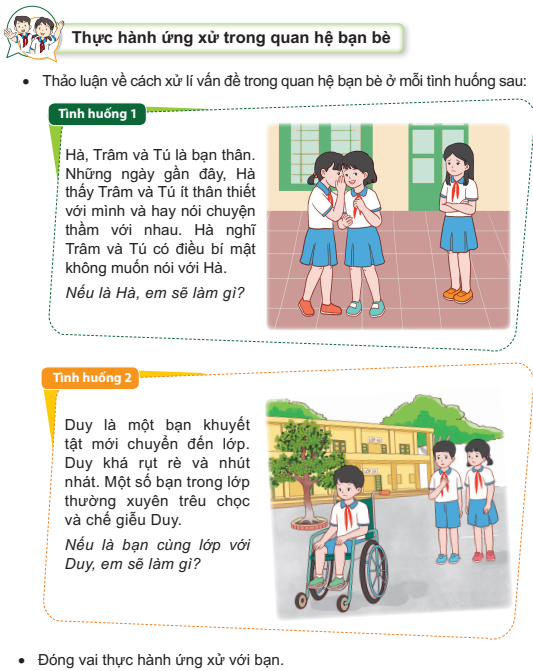 Thực hành ứng xử trong quan hệ bạn bè
• Thảo luận về cách xử lí vấn đề trong quan hệ bạn bè ở mỗi tình huống sau:
Tình huống 1
Hà, Trâm và Tú là bạn thân.
Những ngày gần đây, Hà
thấy Trâm và Tú ít thân thiết
với mình và hay nói chuyện
thầm với nhau. Hà nghĩ
Trâm và Tú có điều bí mật
không muốn nói với Hà.
Nếu là Hà, em sẽ làm gì?
Tình huống 2
Duy là một bạn khuyết
tật mới chuyển đến lớp.
Duy khá rụt rè và nhút
nhát. Một số bạn trong lớp
thường xuyên trêu chọc
và chế giễu Duy.
Nếu là bạn cùng lớp với
Duy, em sẽ làm gì?
• Đóng vai thực hành ứng xử với bạn.